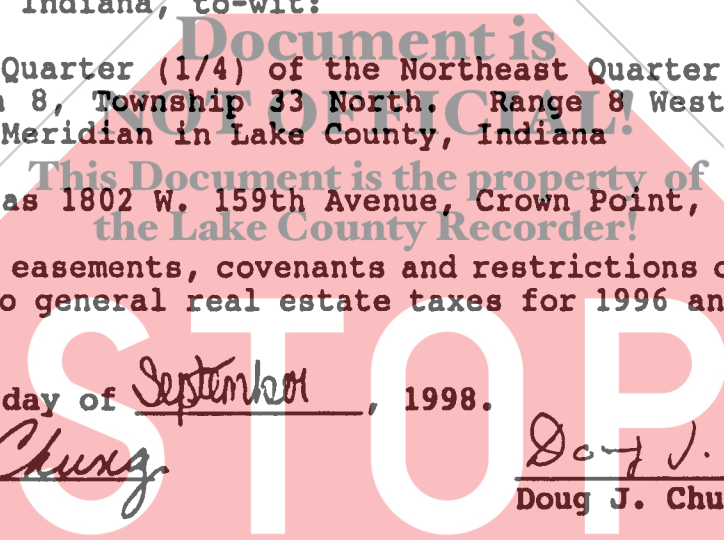 Indiana, to-wit:
Document is
Quarter (1/4) of the Northeast Quarter
8, Township 33 North. Range 8 West
NOT OFFICIAL!
Meridian in Lake County, Indiana
This Document is the property of
as 1802 W. 159th Avenue, Crown Point,
the Lake County Recorder!
easements, covenants and restrictions o
o general real estate taxes for 1996 an
STOP
day of September, 1998.
Chung.
Doug J.
Doug J. Chu